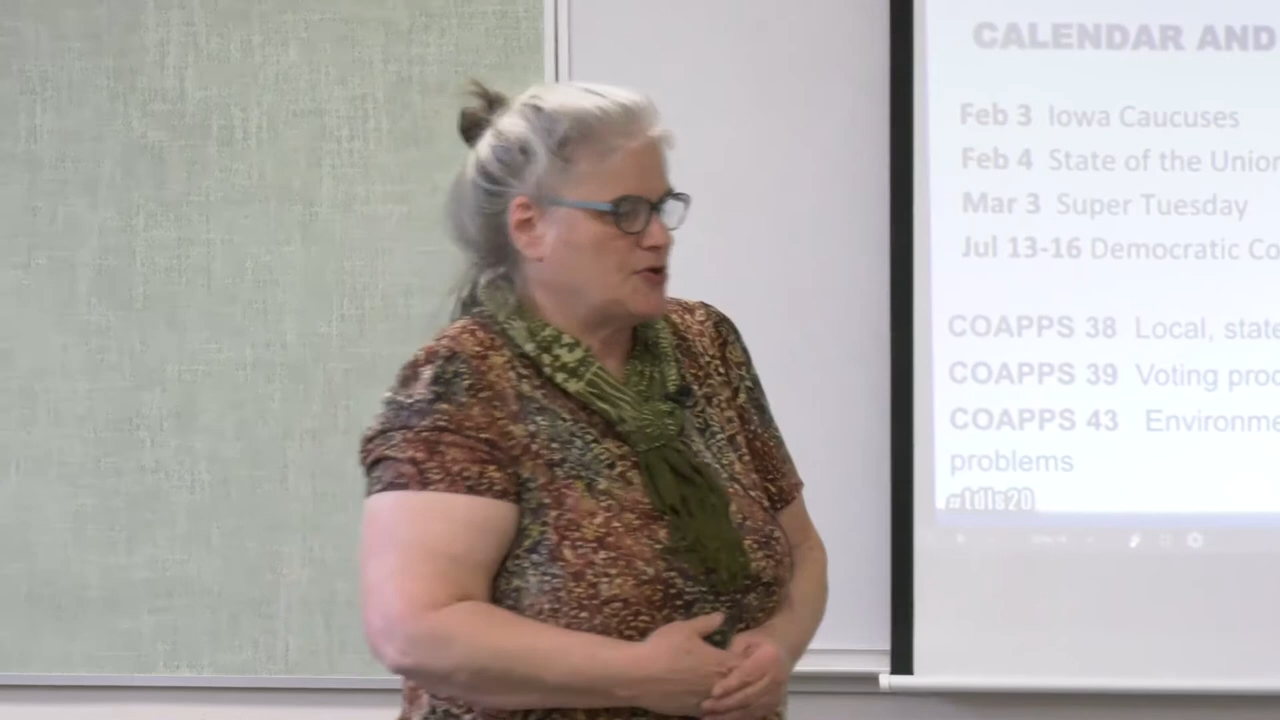 CALENDAR AND
Feb 3 Iowa Caucuses
Feb 4 State of the Union
Mar 3 Super Tuesday
Jul 13-16 Democratic Co
COAPPS 38 Local, state
COAPPS 39 Voting proc
COAPPS 43 Environme
problems
#tdls20